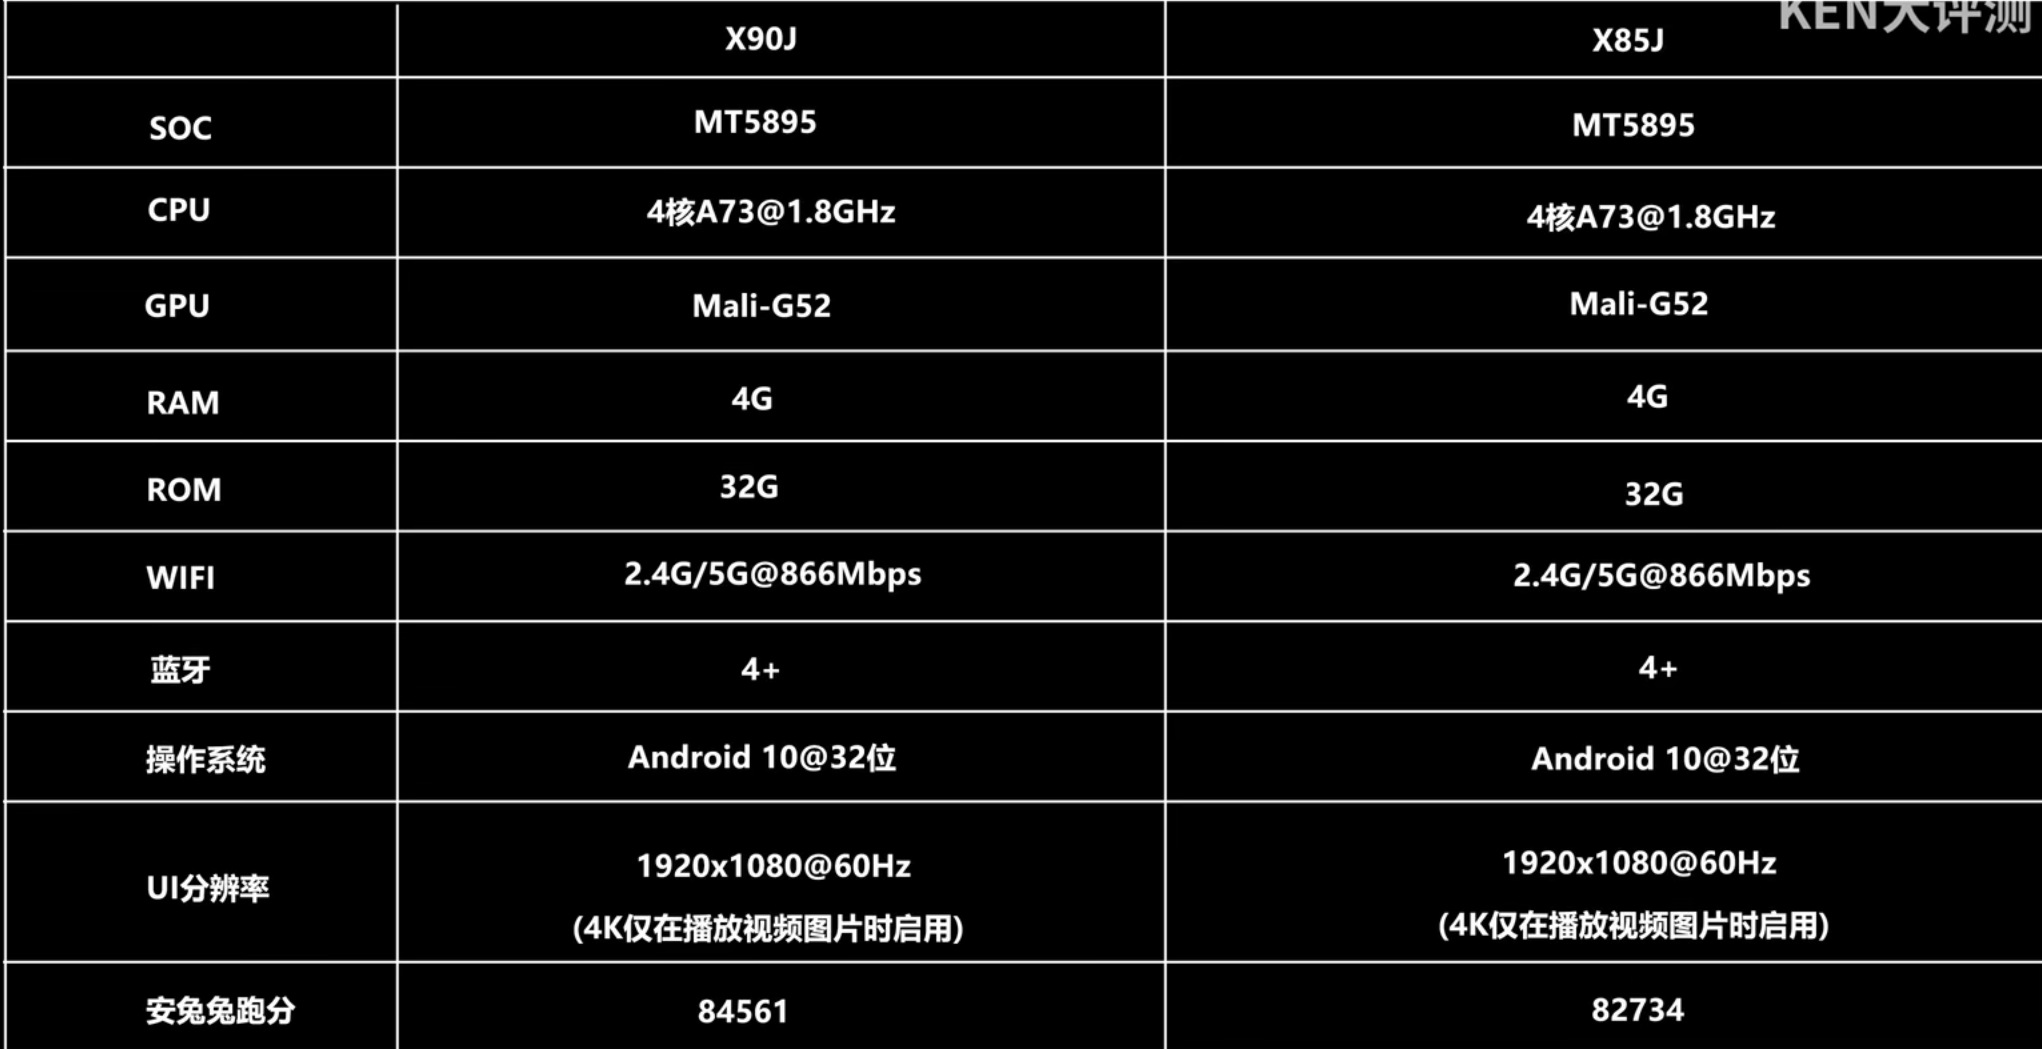 KEN大评测
X90J X85J
SOC MT5895 MT5895
CPU 4核A73@1.8GHz 4核A73@1.8GHz
GPU Mali-G52 Mali-G52
RAM 4G 4G
ROM 32G 32G
WIFI 2.4G/5G@866Mbps 2.4G/5G@866Mbps
蓝牙 4+ 4+
操作系统 Android 10@32位 Android 10@32位
UI分辨率 1920x1080@60Hz 1920x1080@60Hz
(4K仅在播放视频图片时启用) (4K仅在播放视频图片时启用)
安兔兔跑分 84561 82734